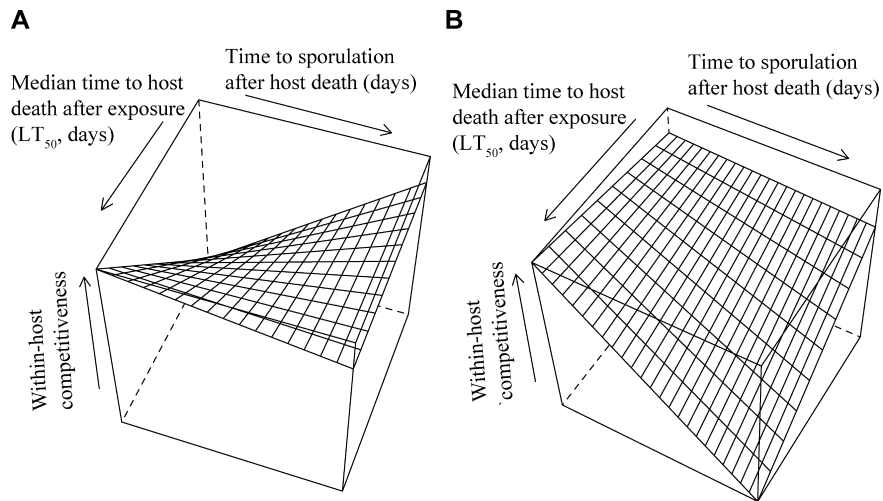 A
Median time to host
death after exposure
(LT50, days)
Time to sporulation
after host death (days)
Within-host
competitiveness
B
Median time to host
death after exposure
(LT50, days)
Time to sporulation
after host death (days)
Within-host
competitiveness